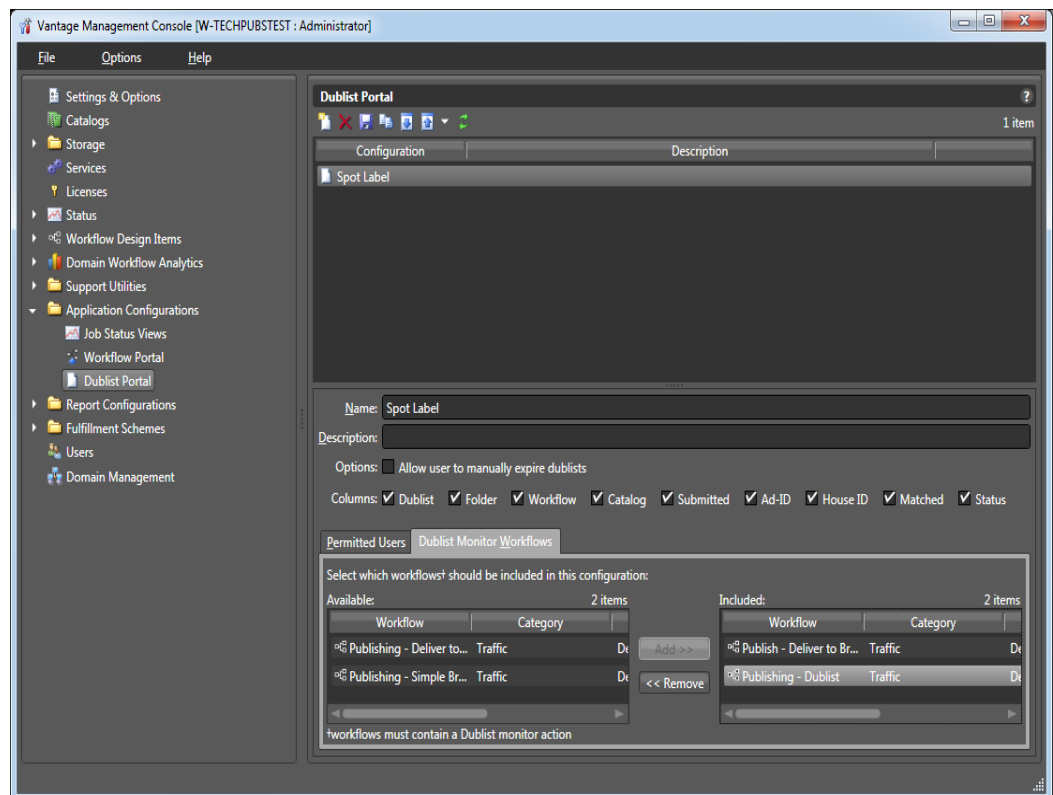 Vantage Management Console [W-TECHPUBSTEST : Administrator]
File Options Help
Settings & Options
Catalogs
Storage
Services
Licenses
Status
Workflow Design Items
Domain Workflow Analytics
Support Utilities
Application Configurations
Job Status Views
Workflow Portal
Dublist Portal
Report Configurations
Fulfillment Schemes
Users
Domain Management
Dublist Portal ?
1 item
Configuration Description
Spot Label
Name: Spot Label
Description:
Options: Allow user to manually expire dublists
Columns: Dublist Folder Workflow Catalog Submitted Ad-ID House ID Matched Status
Permitted Users Dublist Monitor Workflows
Select which workflows† should be included in this configuration:
Available: 2 items Included: 2 items
Workflow Category Workflow Category
Publishing - Deliver to... Traffic De Add >> Publish - Deliver to Br... Traffic De
Publishing - Simple Br... Traffic De << Remove Publishing - Dublist Traffic De
†workflows must contain a Dublist monitor action